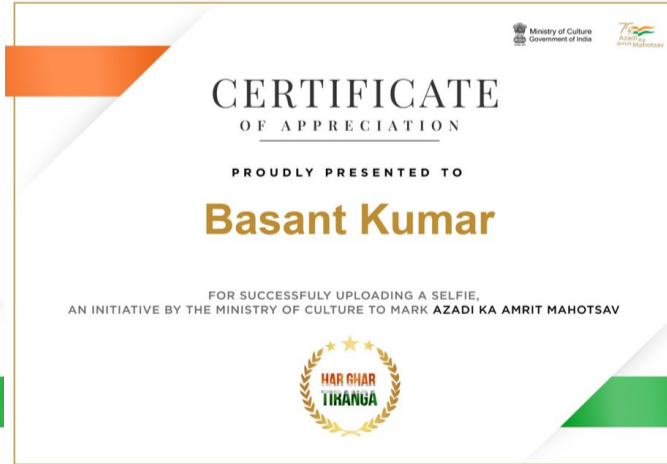 Ministry of Culture
Government of India
Azadi Ka
Amrit Mahotsav
CERTIFICATE
OF APPRECIATION
PROUDLY PRESENTED TO
Basant Kumar
FOR SUCCESSFULY UPLOADING A SELFIE,
AN INITIATIVE BY THE MINISTRY OF CULTURE TO MARK AZADI KA AMRIT MAHOTSAV
HAR GHAR
TIRANGA